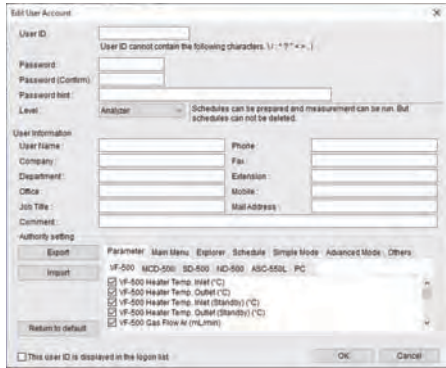 Edit User Account
User ID :
User ID cannot contain the following characters. \ / : * ? " < > . |
Password :
Password (Confirm) :
Password hint :
Level : Analyzer Schedules can be prepared and measurement can be run. But
schedules can not be deleted.
User Information
User Name : Phone :
Company : Fax :
Department : Extension :
Office : Mobile :
Job Title : Mail Address :
Comment :
Authority setting
Export Parameter Main Menu Explorer Schedule Simple Mode Advanced Mode Others
Import VF-500 MCD-500 SD-500 ND-500 ASC-550L PC
VF-500 Heater Temp. Inlet (°C)
VF-500 Heater Temp. Outlet (°C)
VF-500 Heater Temp. Inlet (Standby) (°C)
VF-500 Heater Temp. Outlet (Standby) (°C)
Return to default VF-500 Gas Flow Ar (mL/min)
This user ID is displayed in the logon list. OK Cancel